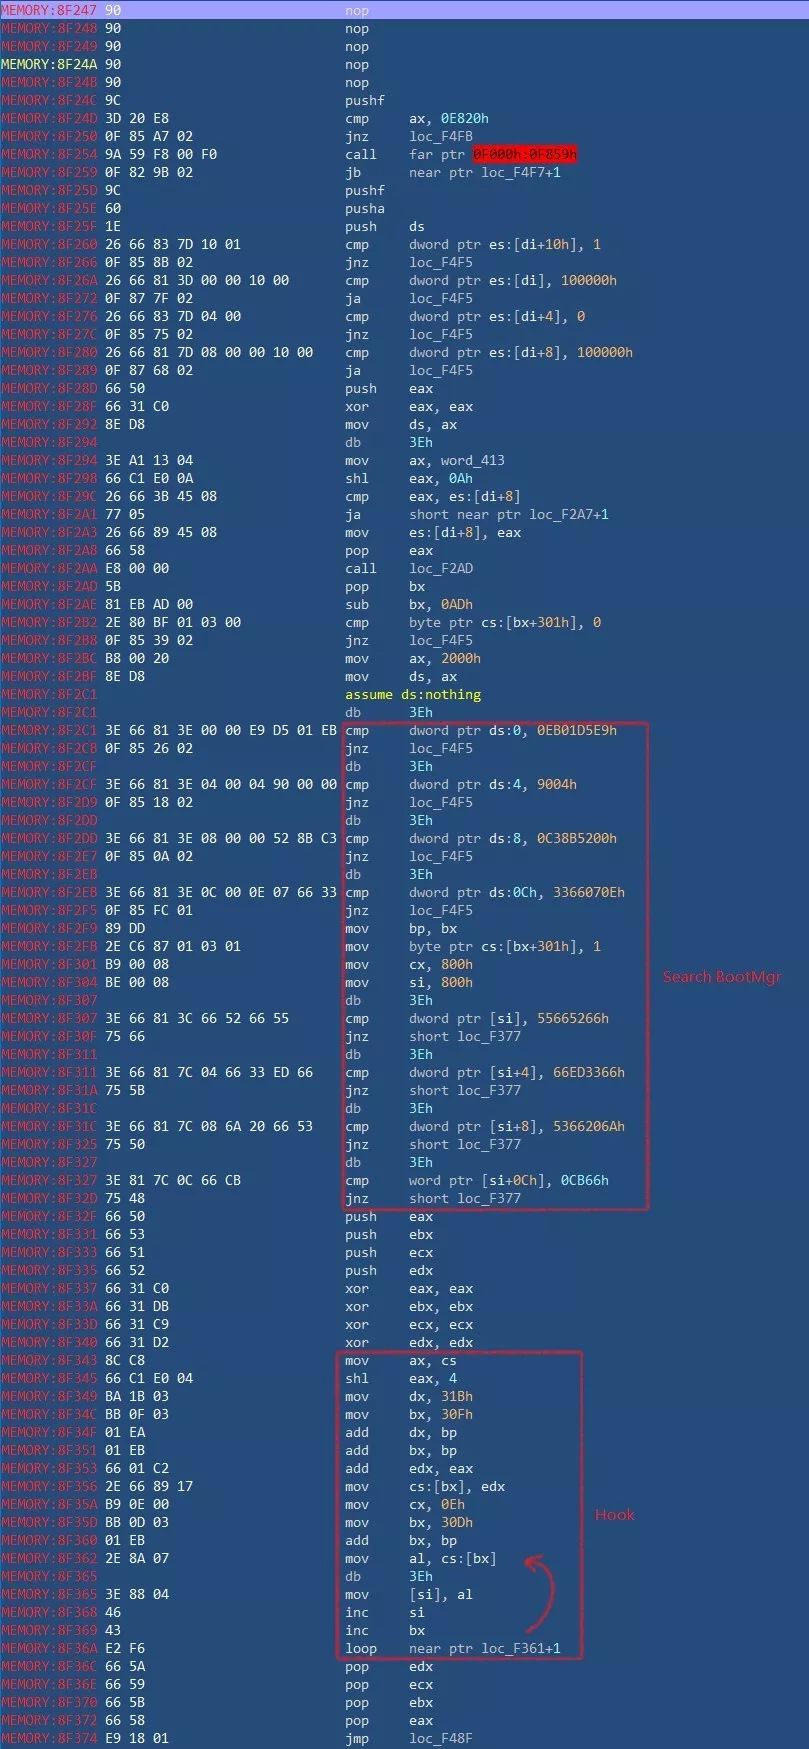 MEMORY:8F247 90 nop
MEMORY:8F248 90 nop
MEMORY:8F249 90 nop
MEMORY:8F24A 90 nop
MEMORY:8F24B 90 nop
MEMORY:8F24C 9C pushf
MEMORY:8F24D 3D 20 E8 cmp ax, 0E820h
MEMORY:8F250 0F 85 A7 02 jnz loc_F4FB
MEMORY:8F254 9A 59 F8 00 F0 call far ptr 0F000h:0F859h
MEMORY:8F259 0F 82 9B 02 jb near ptr loc_F4F7+1
MEMORY:8F25D 9C pushf
MEMORY:8F25E 60 pusha
MEMORY:8F25F 1E push ds
MEMORY:8F260 26 66 83 7D 10 01 cmp dword ptr es:[di+10h], 1
MEMORY:8F266 0F 85 8B 02 jnz loc_F4F5
MEMORY:8F26A 26 66 81 3D 00 00 10 00 cmp dword ptr es:[di], 100000h
MEMORY:8F272 0F 87 7F 02 ja loc_F4F5
MEMORY:8F276 26 66 83 7D 04 00 cmp dword ptr es:[di+4], 0
MEMORY:8F27C 0F 85 75 02 jnz loc_F4F5
MEMORY:8F280 26 66 81 7D 08 00 00 10 00 cmp dword ptr es:[di+8], 100000h
MEMORY:8F289 0F 87 68 02 ja loc_F4F5
MEMORY:8F28D 66 50 push eax
MEMORY:8F28F 66 31 C0 xor eax, eax
MEMORY:8F292 8E D8 mov ds, ax
MEMORY:8F294 db 3Eh
MEMORY:8F294 3E A1 13 04 mov ax, word_413
MEMORY:8F298 66 C1 E0 0A shl eax, 0Ah
MEMORY:8F29C 26 66 3B 45 08 cmp eax, es:[di+8]
MEMORY:8F2A1 77 05 ja short near ptr loc_F2A7+1
MEMORY:8F2A3 26 66 89 45 08 mov es:[di+8], eax
MEMORY:8F2A8 66 58 pop eax
MEMORY:8F2AA E8 00 00 call loc_F2AD
MEMORY:8F2AD 5B pop bx
MEMORY:8F2AE 81 EB AD 00 sub bx, 0ADh
MEMORY:8F2B2 2E 80 BF 01 03 00 cmp byte ptr cs:[bx+301h], 0
MEMORY:8F2B8 0F 85 39 02 jnz loc_F4F5
MEMORY:8F2BC B8 00 20 mov ax, 2000h
MEMORY:8F2BF 8E D8 mov ds, ax
MEMORY:8F2C1 assume ds:nothing
MEMORY:8F2C1 db 3Eh
MEMORY:8F2C1 3E 66 81 3E 00 00 E9 D5 01 EB cmp dword ptr ds:0, 0EB01D5E9h
MEMORY:8F2CB 0F 85 26 02 jnz loc_F4F5
MEMORY:8F2CF db 3Eh
MEMORY:8F2CF 3E 66 81 3E 04 00 04 90 00 00 cmp dword ptr ds:4, 9004h
MEMORY:8F2D9 0F 85 18 02 jnz loc_F4F5
MEMORY:8F2DD db 3Eh
MEMORY:8F2DD 3E 66 81 3E 08 00 00 52 8B C3 cmp dword ptr ds:8, 0C38B5200h
MEMORY:8F2E7 0F 85 0A 02 jnz loc_F4F5
MEMORY:8F2EB db 3Eh
MEMORY:8F2EB 3E 66 81 3E 0C 00 0E 07 66 33 cmp dword ptr ds:0Ch, 3366070Eh
MEMORY:8F2F5 0F 85 FC 01 jnz loc_F4F5
MEMORY:8F2F9 89 DD mov bp, bx
MEMORY:8F2FB 2E C6 87 01 03 01 mov byte ptr cs:[bx+301h], 1
MEMORY:8F301 B9 00 08 mov cx, 800h
MEMORY:8F304 BE 00 08 mov si, 800h
Search BootMgr
MEMORY:8F307 db 3Eh
MEMORY:8F307 3E 66 81 3C 66 52 66 55 cmp dword ptr [si], 55665266h
MEMORY:8F30F 75 66 jnz short loc_F377
MEMORY:8F311 db 3Eh
MEMORY:8F311 3E 66 81 7C 04 66 33 ED 66 cmp dword ptr [si+4], 66ED3366h
MEMORY:8F31A 75 5B jnz short loc_F377
MEMORY:8F31C db 3Eh
MEMORY:8F31C 3E 66 81 7C 08 6A 20 66 53 cmp dword ptr [si+8], 5366206Ah
MEMORY:8F325 75 50 jnz short loc_F377
MEMORY:8F327 db 3Eh
MEMORY:8F327 3E 81 7C 0C 66 CB cmp word ptr [si+0Ch], 0CB66h
MEMORY:8F32D 75 48 jnz short loc_F377
MEMORY:8F32F 66 50 push eax
MEMORY:8F331 66 53 push ebx
MEMORY:8F333 66 51 push ecx
MEMORY:8F335 66 52 push edx
MEMORY:8F337 66 31 C0 xor eax, eax
MEMORY:8F33A 66 31 DB xor ebx, ebx
MEMORY:8F33D 66 31 C9 xor ecx, ecx
MEMORY:8F340 66 31 D2 xor edx, edx
MEMORY:8F343 8C C8 mov ax, cs
MEMORY:8F345 66 C1 E0 04 shl eax, 4
MEMORY:8F349 BA 1B 03 mov dx, 31Bh
MEMORY:8F34C BB 0F 03 mov bx, 30Fh
MEMORY:8F34F 01 EA add dx, bp
MEMORY:8F351 01 EB add bx, bp
MEMORY:8F353 66 01 C2 add edx, eax
MEMORY:8F356 2E 66 89 17 mov cs:[bx], edx
MEMORY:8F35A B9 0E 00 mov cx, 0Eh
Hook
MEMORY:8F35D BB 0D 03 mov bx, 30Dh
MEMORY:8F360 01 EB add bx, bp
MEMORY:8F362 2E 8A 07 mov al, cs:[bx]
MEMORY:8F365 db 3Eh
MEMORY:8F365 3E 88 04 mov [si], al
MEMORY:8F368 46 inc si
MEMORY:8F369 43 inc bx
MEMORY:8F36A E2 F6 loop near ptr loc_F361+1
MEMORY:8F36C 66 5A pop edx
MEMORY:8F36E 66 59 pop ecx
MEMORY:8F370 66 5B pop ebx
MEMORY:8F372 66 58 pop eax
MEMORY:8F374 E9 18 01 jmp loc_F48F